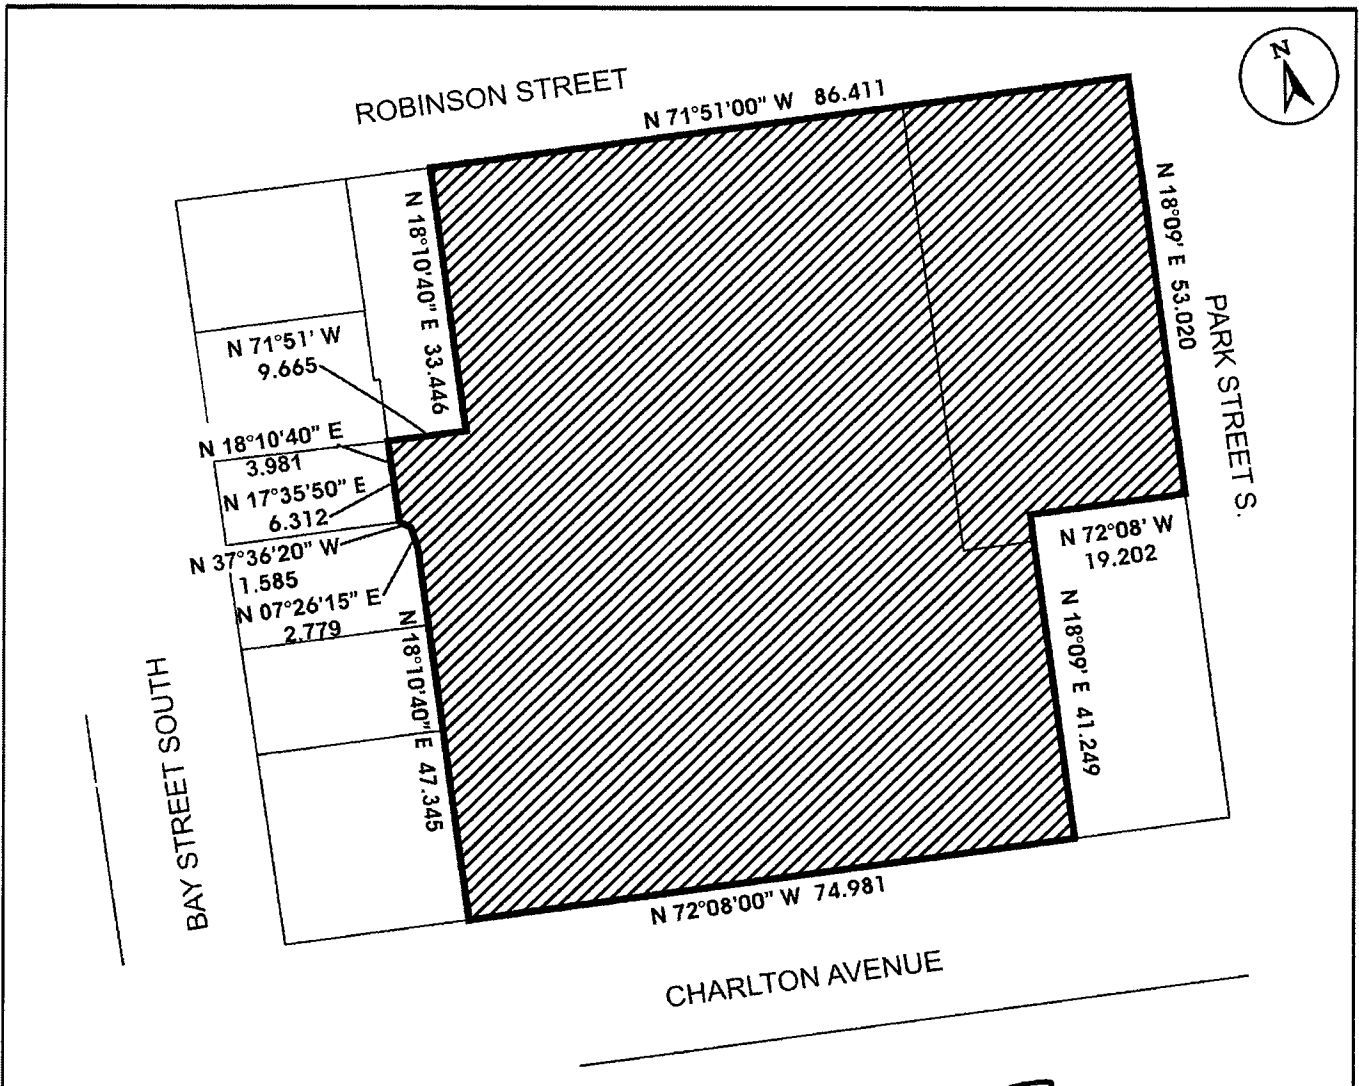 N
ROBINSON STREET
N 71°51'00" W 86.411
N 18°10'40" E 33.446
N 18°09' E 53.020
PARK STREET S.
N 71°51' W
9.665
N 18°10'40" E
3.981
N 17°35'50" E
6.312
N 37°36'20" W
1.585
N 07°26'15" E
2.779
N 72°08' W
19.202
N 18°09' E 41.249
N 18°10'40" E 47.345
BAY STREET SOUTH
N 72°08'00" W 74.981
CHARLTON AVENUE